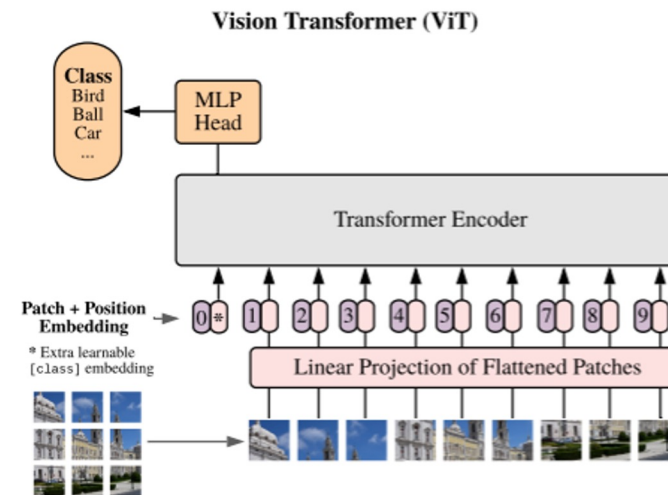 Vision Transformer (ViT)
Class
Bird
Ball
Car
...
MLP
Head
Transformer Encoder
Patch + Position
Embedding
0 * 1 2 3 4 5 6 7 8 9
* Extra learnable
[class] embedding
Linear Projection of Flattened Patches